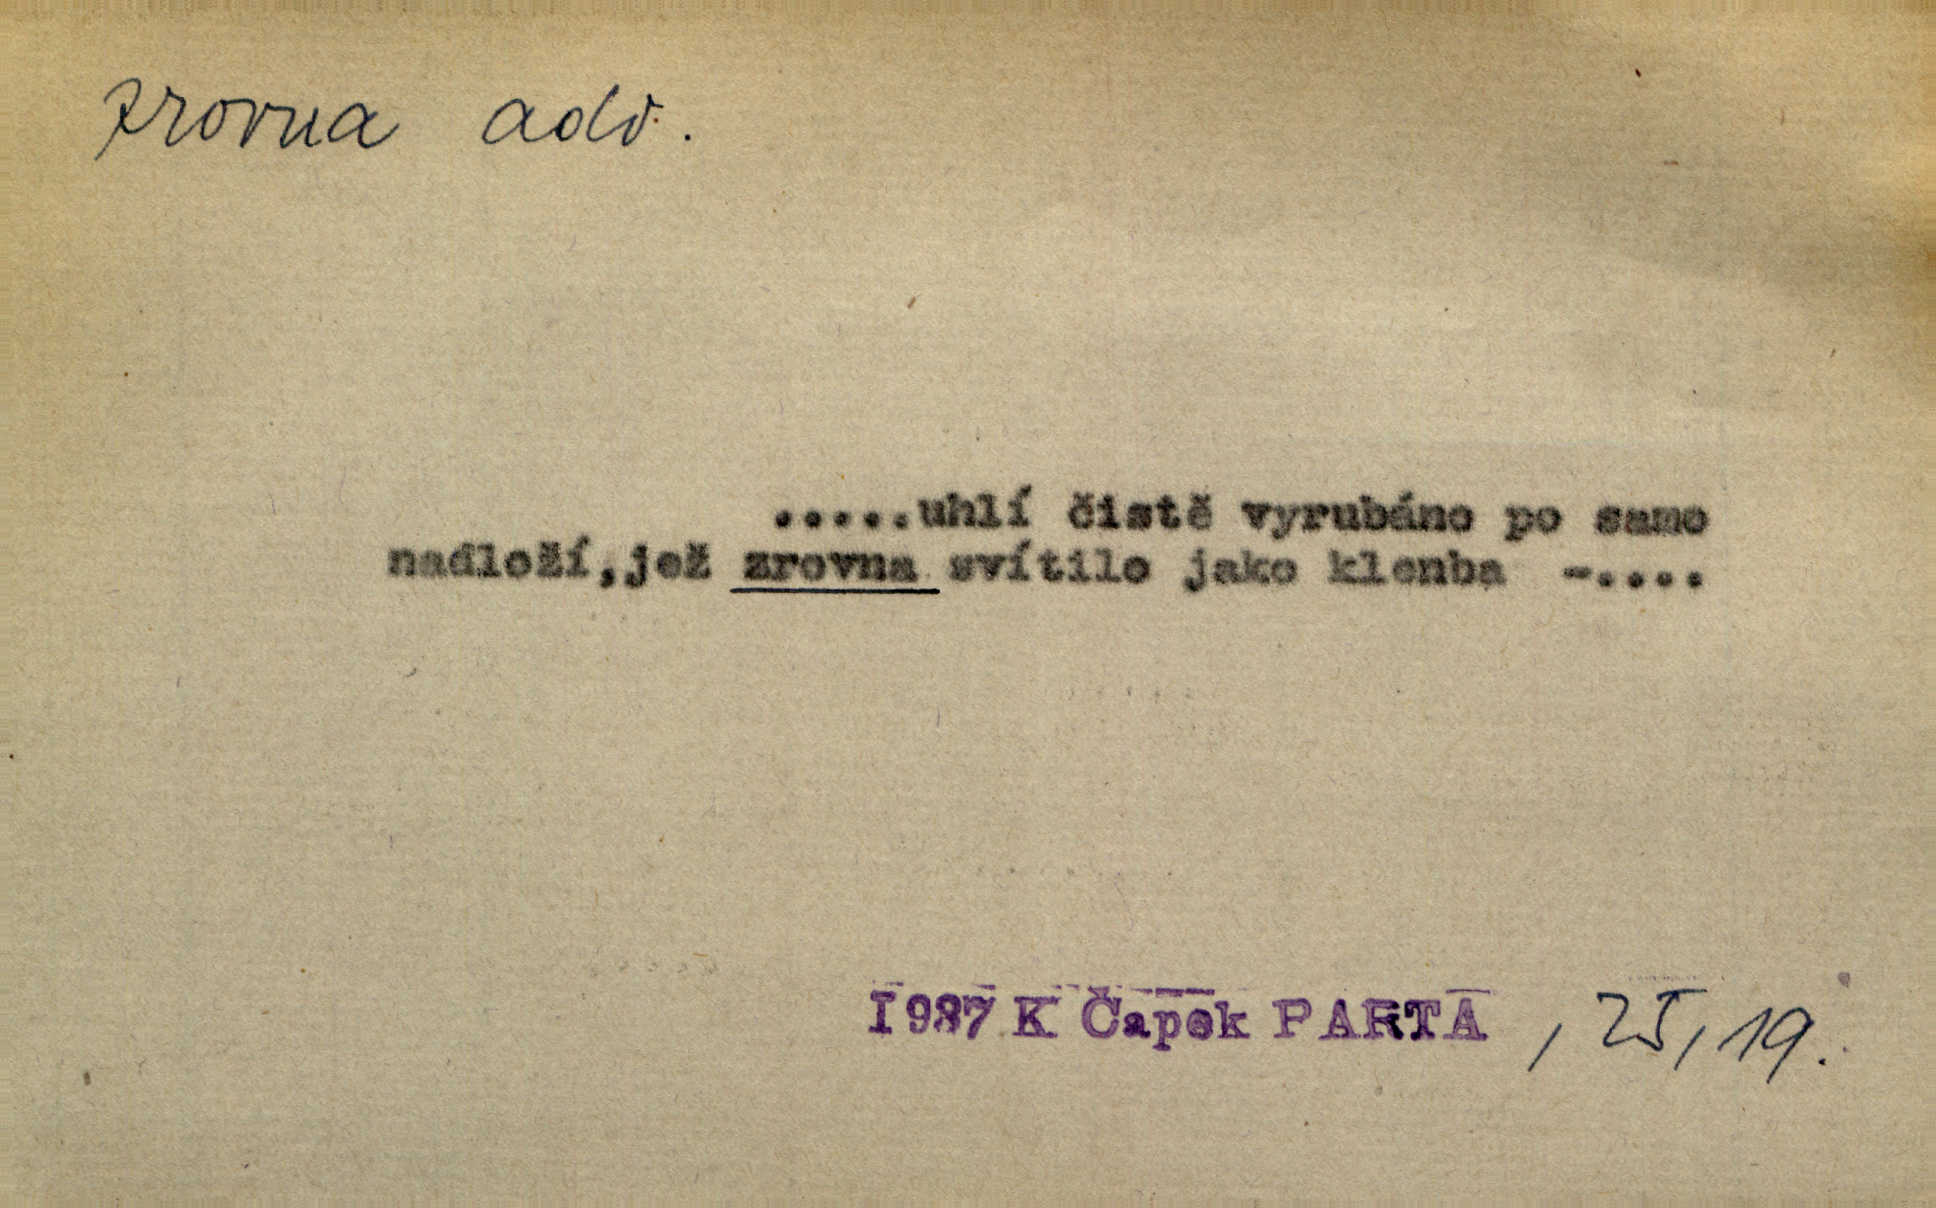 zrovna adv.
.....uhlí čistě vyrubáno po samo
nadloží,jež zrovna svítilo jako klenba -....
1937 K Čapek PARTA , 25, 19.